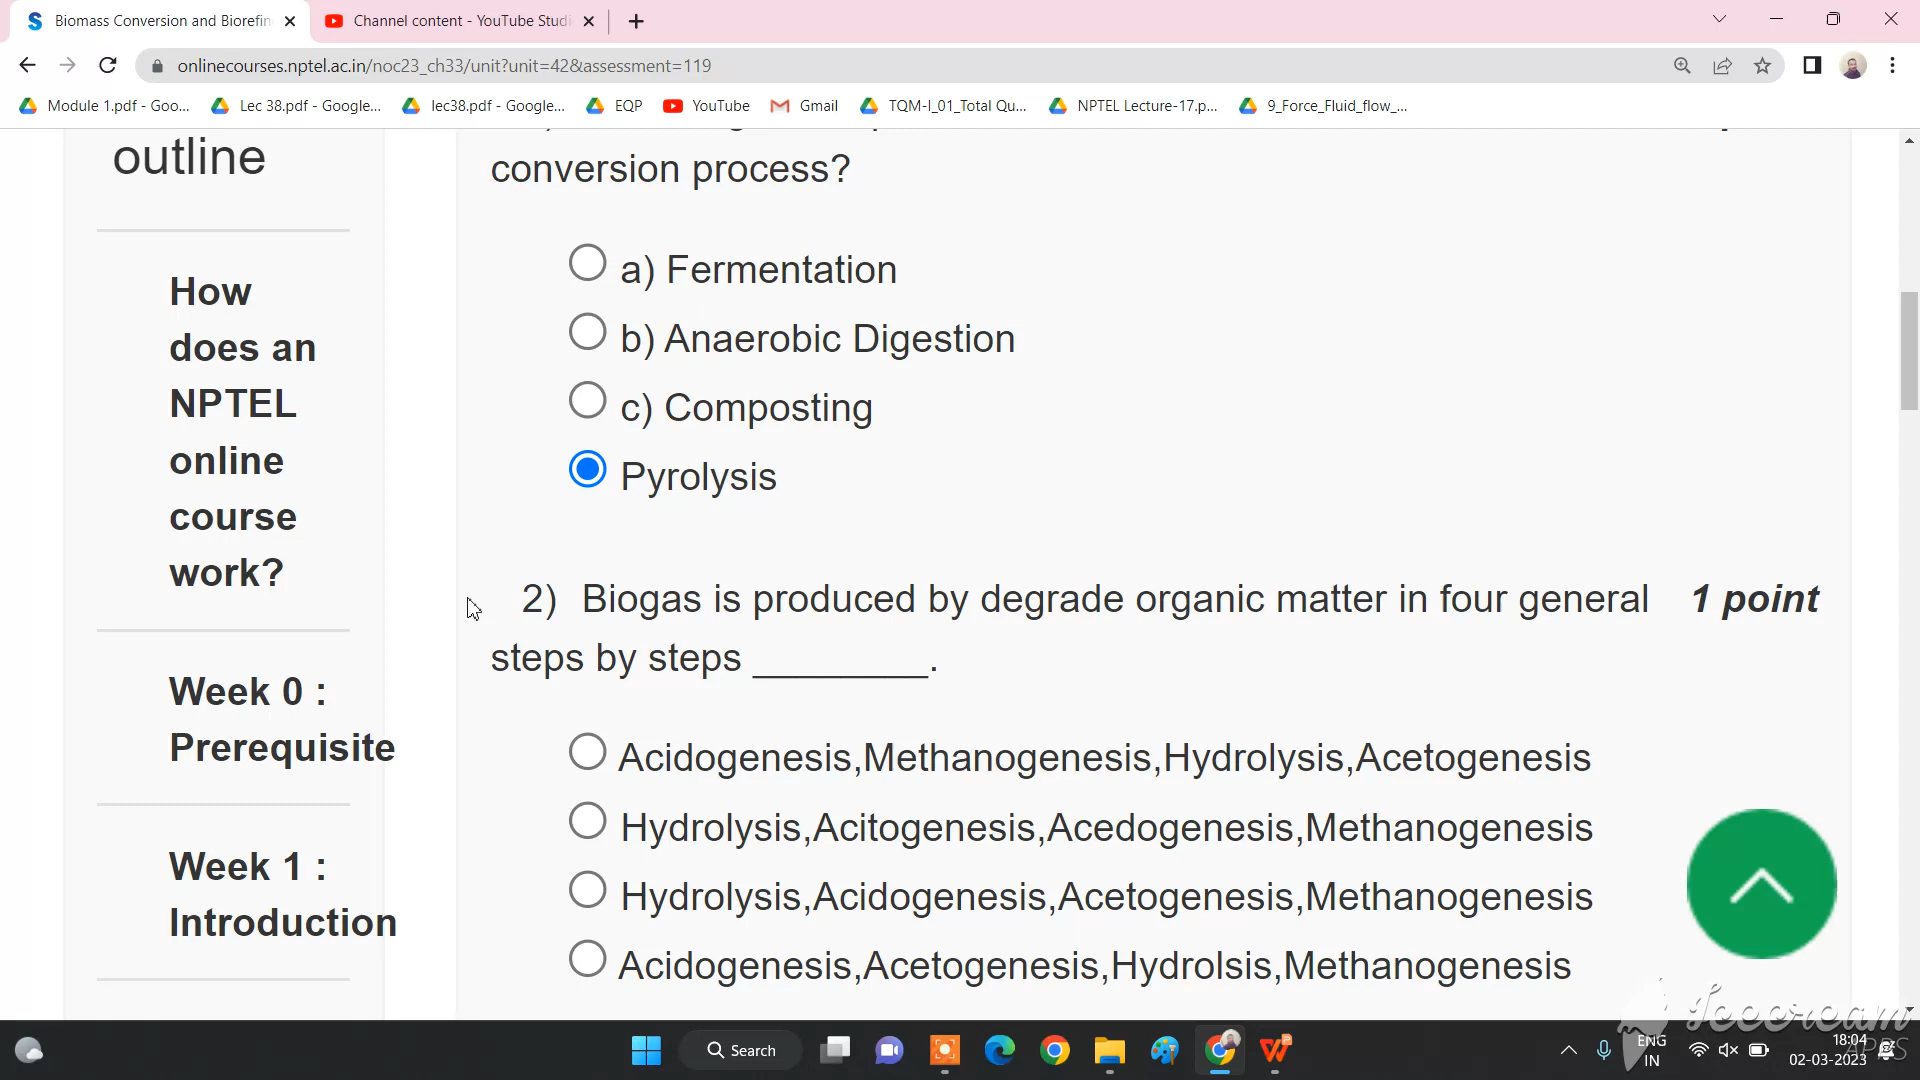 Biomass Conversion and Biorefin
Channel content - YouTube Studi
onlinecourses.nptel.ac.in/noc23_ch33/unit?unit=42&assessment=119
Module 1.pdf - Goo...
Lec 38.pdf - Google...
lec38.pdf - Google...
EQP
YouTube
Gmail
TQM-I_01_Total Qu...
NPTEL Lecture-17.p...
9_Force_Fluid_flow_...
outline
How
does an
NPTEL
online
course
work?
Week 0 :
Prerequisite
Week 1 :
Introduction
conversion process?
a) Fermentation
b) Anaerobic Digestion
c) Composting
Pyrolysis
2) Biogas is produced by degrade organic matter in four general 1 point
steps by steps ________.
Acidogenesis,Methanogenesis,Hydrolysis,Acetogenesis
Hydrolysis,Acitogenesis,Acedogenesis,Methanogenesis
Hydrolysis,Acidogenesis,Acetogenesis,Methanogenesis
Acidogenesis,Acetogenesis,Hydrolsis,Methanogenesis
Icecream
APPS
Search
ENG
IN
18:04
02-03-2023